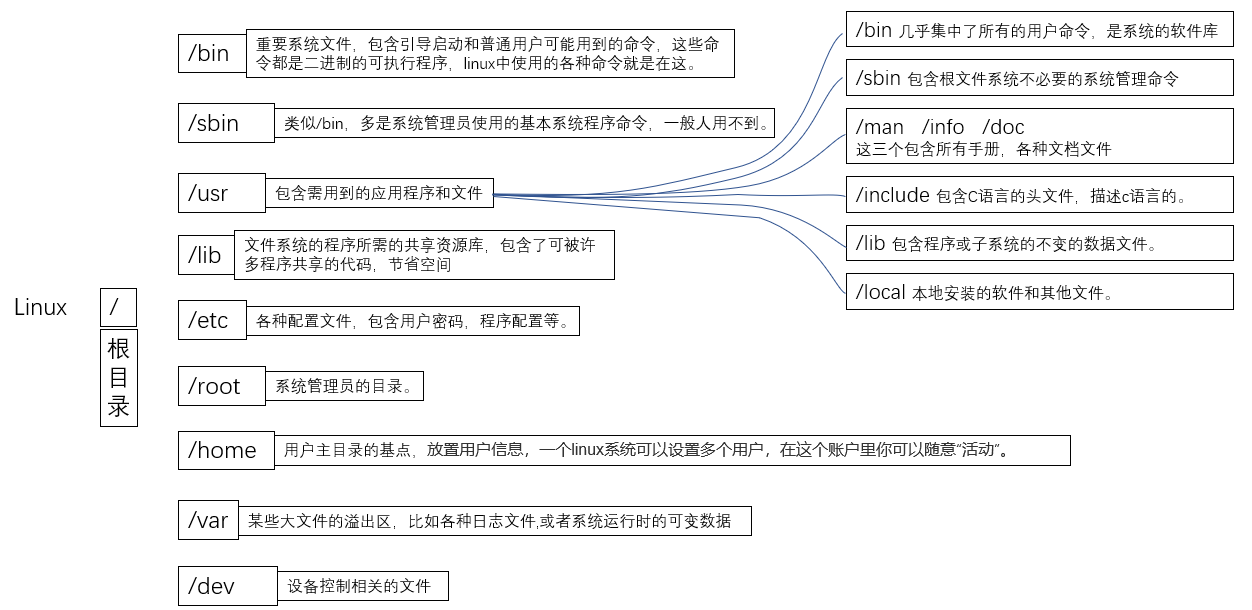 Linux
/
根
目
录
/bin
重要系统文件，包含引导启动和普通用户可能用到的命令，这些命
令都是二进制的可执行程序，linux中使用的各种命令就是在这。
/sbin
类似/bin，多是系统管理员使用的基本系统程序命令，一般人用不到。
/usr
包含需用到的应用程序和文件
/bin 几乎集中了所有的用户命令，是系统的软件库
/sbin 包含根文件系统不必要的系统管理命令
/man /info /doc
这三个包含所有手册，各种文档文件
/include 包含C语言的头文件，描述c语言的。
/lib 包含程序或子系统的不变的数据文件。
/local 本地安装的软件和其他文件。
/lib
文件系统的程序所需的共享资源库，包含了可被许
多程序共享的代码，节省空间
/etc
各种配置文件，包含用户密码，程序配置等。
/root
系统管理员的目录。
/home
用户主目录的基点，放置用户信息，一个linux系统可以设置多个用户，在这个账户里你可以随意“活动”。
/var
某些大文件的溢出区，比如各种日志文件,或者系统运行时的可变数据
/dev
设备控制相关的文件